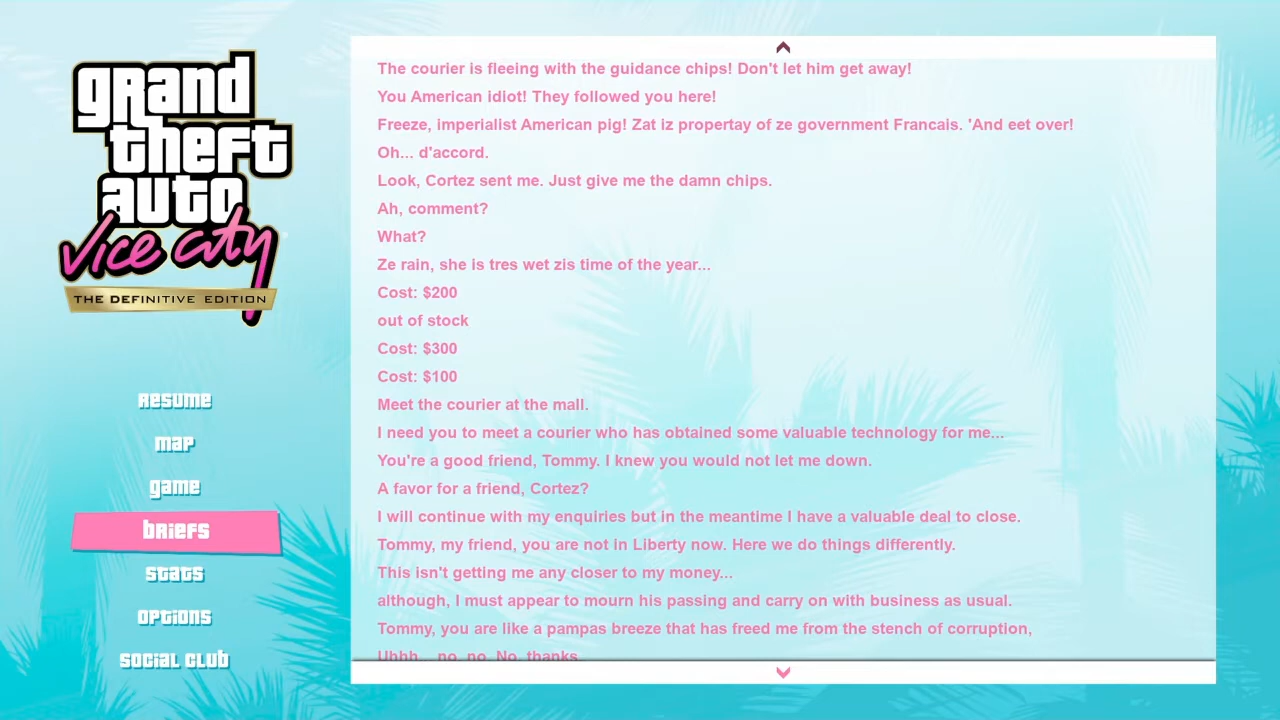 grand
theft
auto
Vice City
THE DEFINITIVE EDITION
RESUME
MAP
GAME
BRIEFS
STATS
OPTIONS
SOCIAL CLUB
The courier is fleeing with the guidance chips! Don't let him get away!
You American idiot! They followed you here!
Freeze, imperialist American pig! Zat iz propertay of ze government Francais. 'And eet over!
Oh... d'accord.
Look, Cortez sent me. Just give me the damn chips.
Ah, comment?
What?
Ze rain, she is tres wet zis time of the year...
Cost: $200
out of stock
Cost: $300
Cost: $100
Meet the courier at the mall.
I need you to meet a courier who has obtained some valuable technology for me...
You're a good friend, Tommy. I knew you would not let me down.
A favor for a friend, Cortez?
I will continue with my enquiries but in the meantime I have a valuable deal to close.
Tommy, my friend, you are not in Liberty now. Here we do things differently.
This isn't getting me any closer to my money...
although, I must appear to mourn his passing and carry on with business as usual.
Tommy, you are like a pampas breeze that has freed me from the stench of corruption,
Uhhh... no, no. No, thanks